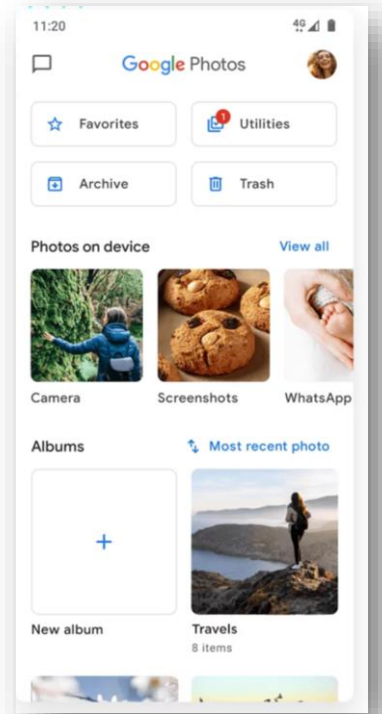 11:20 4G
Google Photos
Favorites
1
Utilities
Archive
Trash
Photos on device View all
Camera Screenshots WhatsApp
Albums Most recent photo
New album Travels
8 items